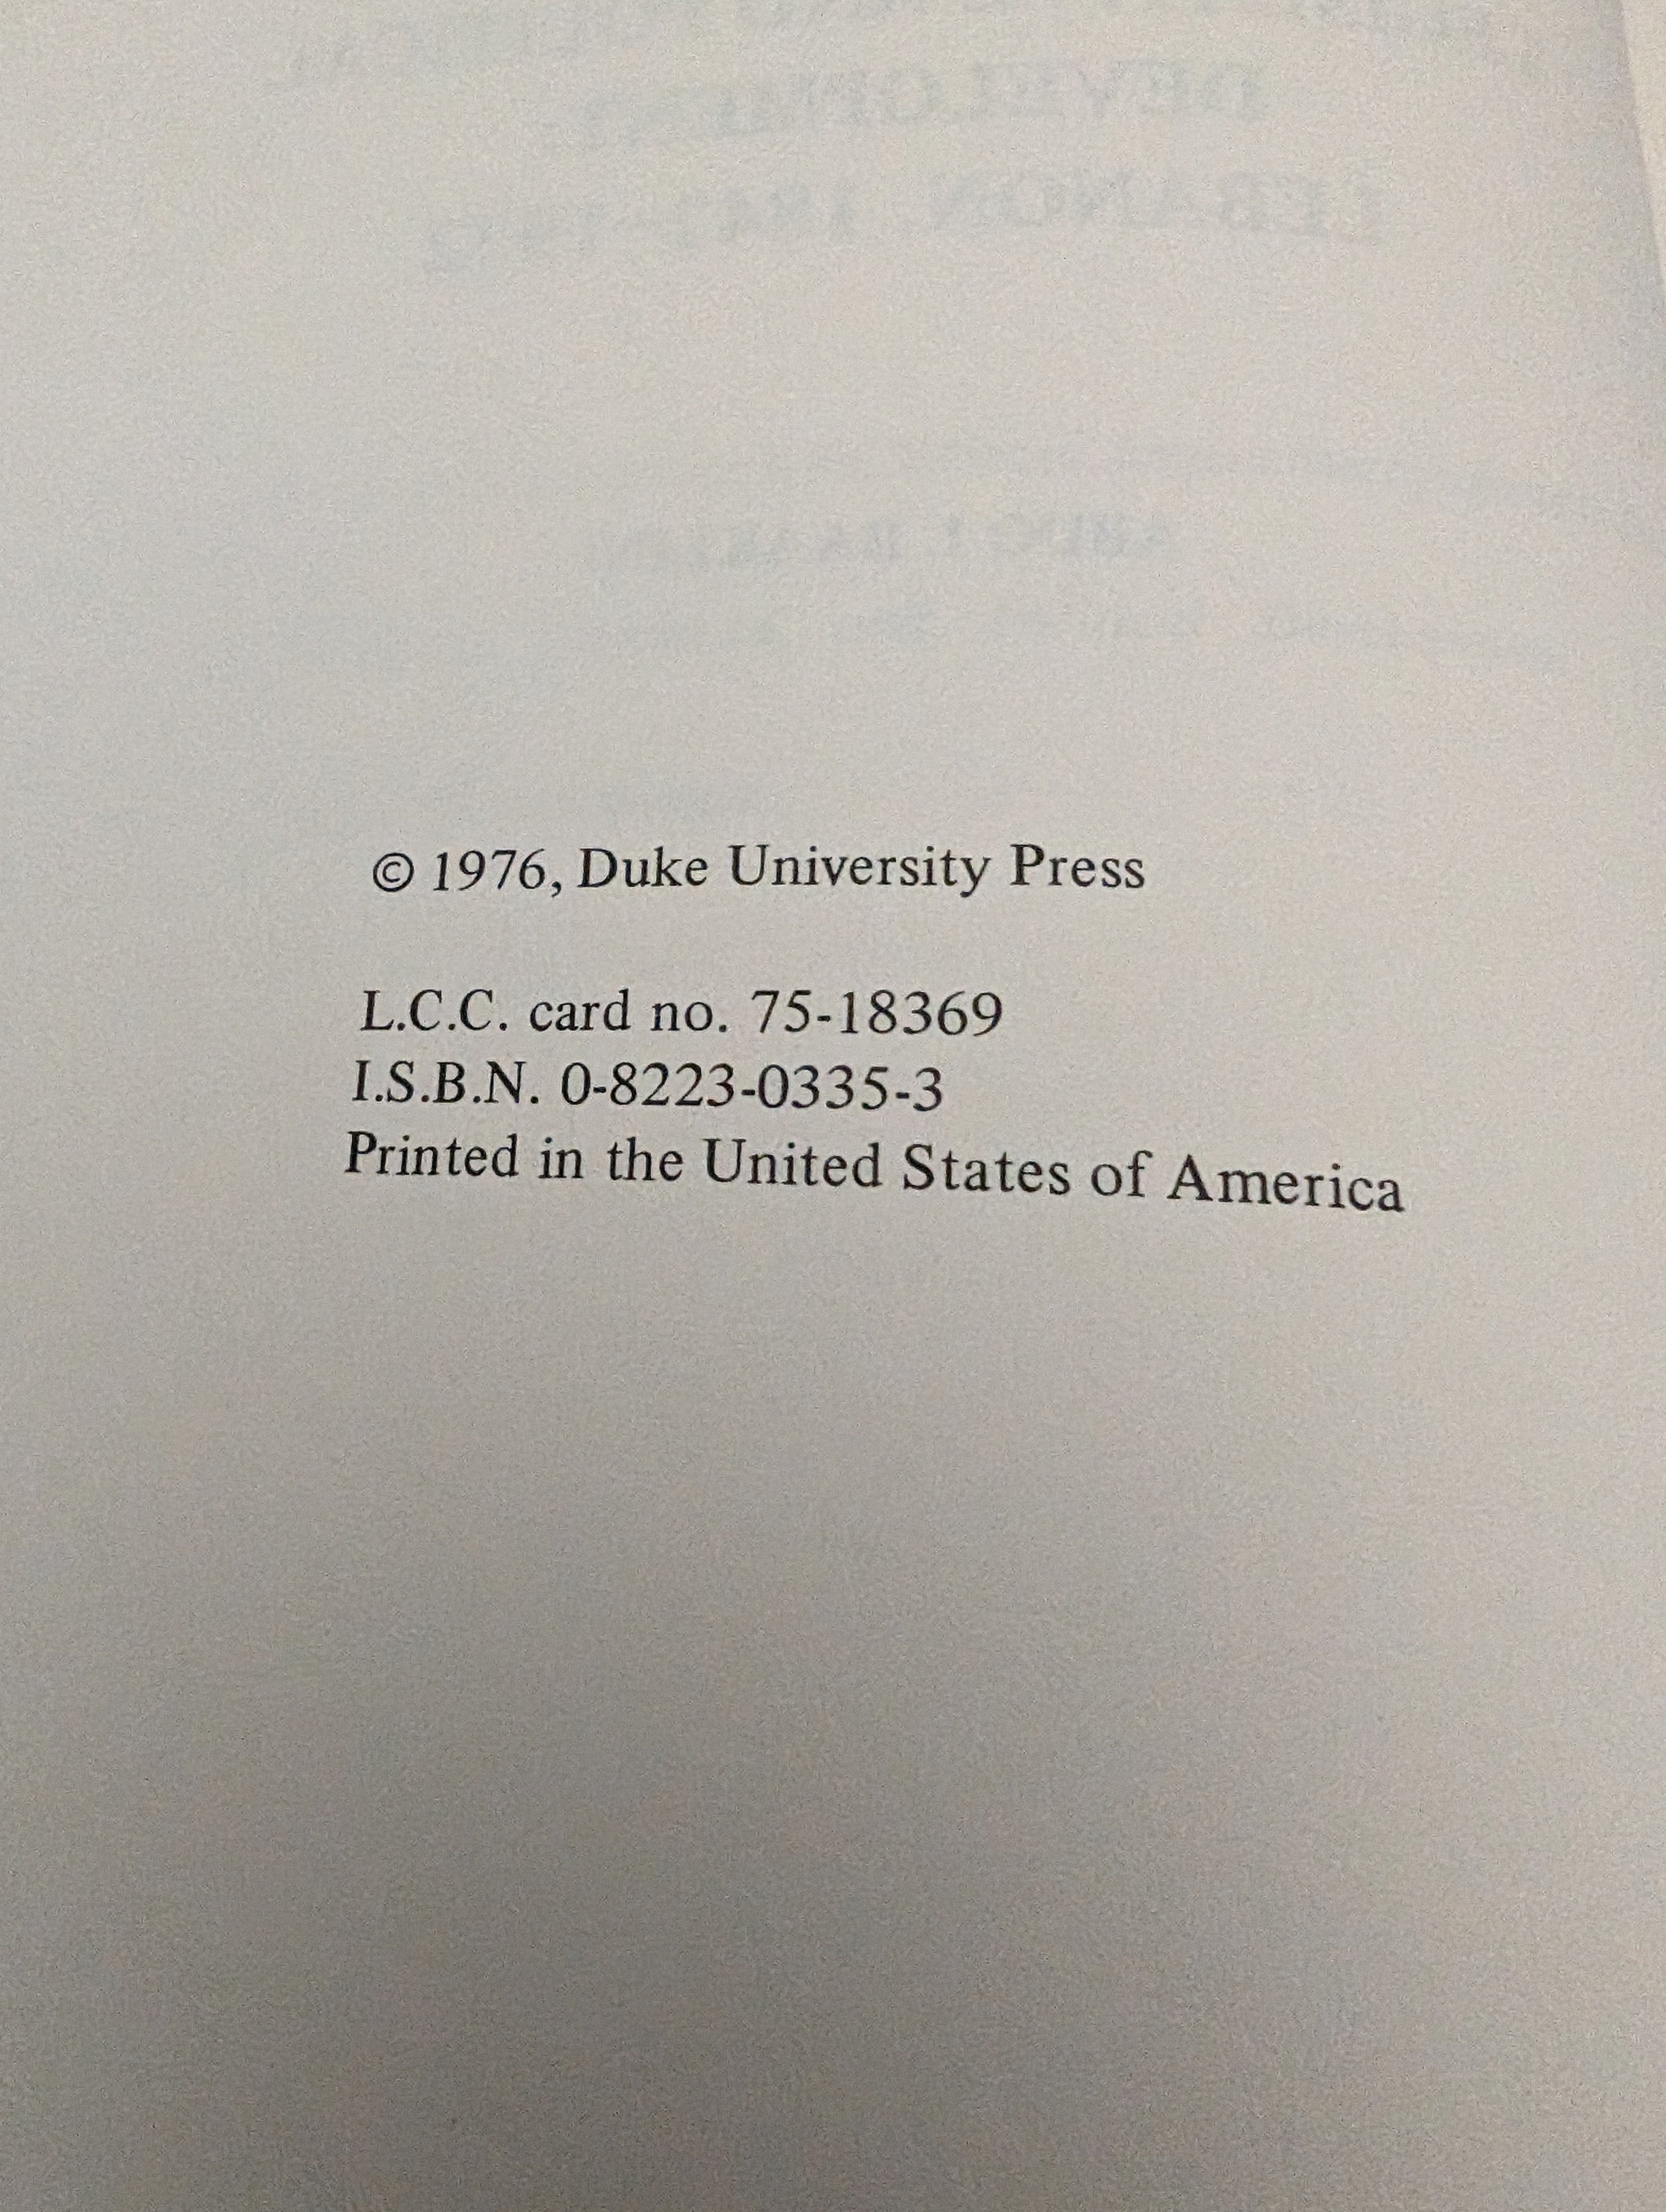 © 1976, Duke University Press
L.C.C. card no. 75-18369
I.S.B.N. 0-8223-0335-3
Printed in the United States of America